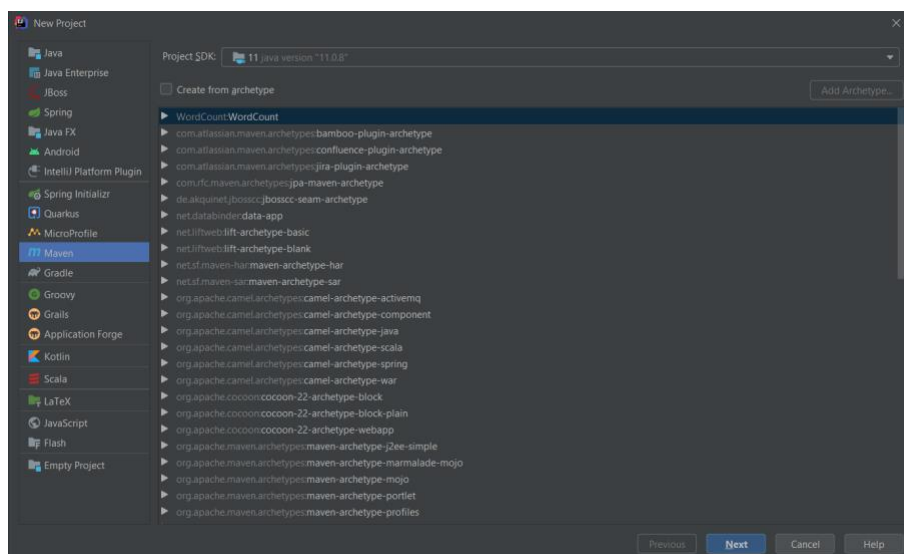 New Project
Java
Java Enterprise
JBoss
Spring
Java FX
Android
IntelliJ Platform Plugin
Spring Initializr
Quarkus
MicroProfile
Maven
Gradle
Groovy
Grails
Application Forge
Kotlin
Scala
LaTeX
JavaScript
Flash
Empty Project
Project SDK: 11 java version "11.0.8"
Create from archetype Add Archetype...
WordCount:WordCount
com.atlassian.maven.archetypes:bamboo-plugin-archetype
com.atlassian.maven.archetypes:confluence-plugin-archetype
com.atlassian.maven.archetypes:jira-plugin-archetype
com.rfc.maven.archetypes:jpa-maven-archetype
de.akquinet.jbosscc:jbosscc-seam-archetype
net.databinder:data-app
net.liftweb:lift-archetype-basic
net.liftweb:lift-archetype-blank
net.sf.maven-har:maven-archetype-har
net.sf.maven-sar:maven-archetype-sar
org.apache.camel.archetypes:camel-archetype-activemq
org.apache.camel.archetypes:camel-archetype-component
org.apache.camel.archetypes:camel-archetype-java
org.apache.camel.archetypes:camel-archetype-scala
org.apache.camel.archetypes:camel-archetype-spring
org.apache.camel.archetypes:camel-archetype-war
org.apache.cocoon:cocoon-22-archetype-block
org.apache.cocoon:cocoon-22-archetype-block-plain
org.apache.cocoon:cocoon-22-archetype-webapp
org.apache.maven.archetypes:maven-archetype-j2ee-simple
org.apache.maven.archetypes:maven-archetype-marmalade-mojo
org.apache.maven.archetypes:maven-archetype-mojo
org.apache.maven.archetypes:maven-archetype-portlet
org.apache.maven.archetypes:maven-archetype-profiles
Previous Next Cancel Help